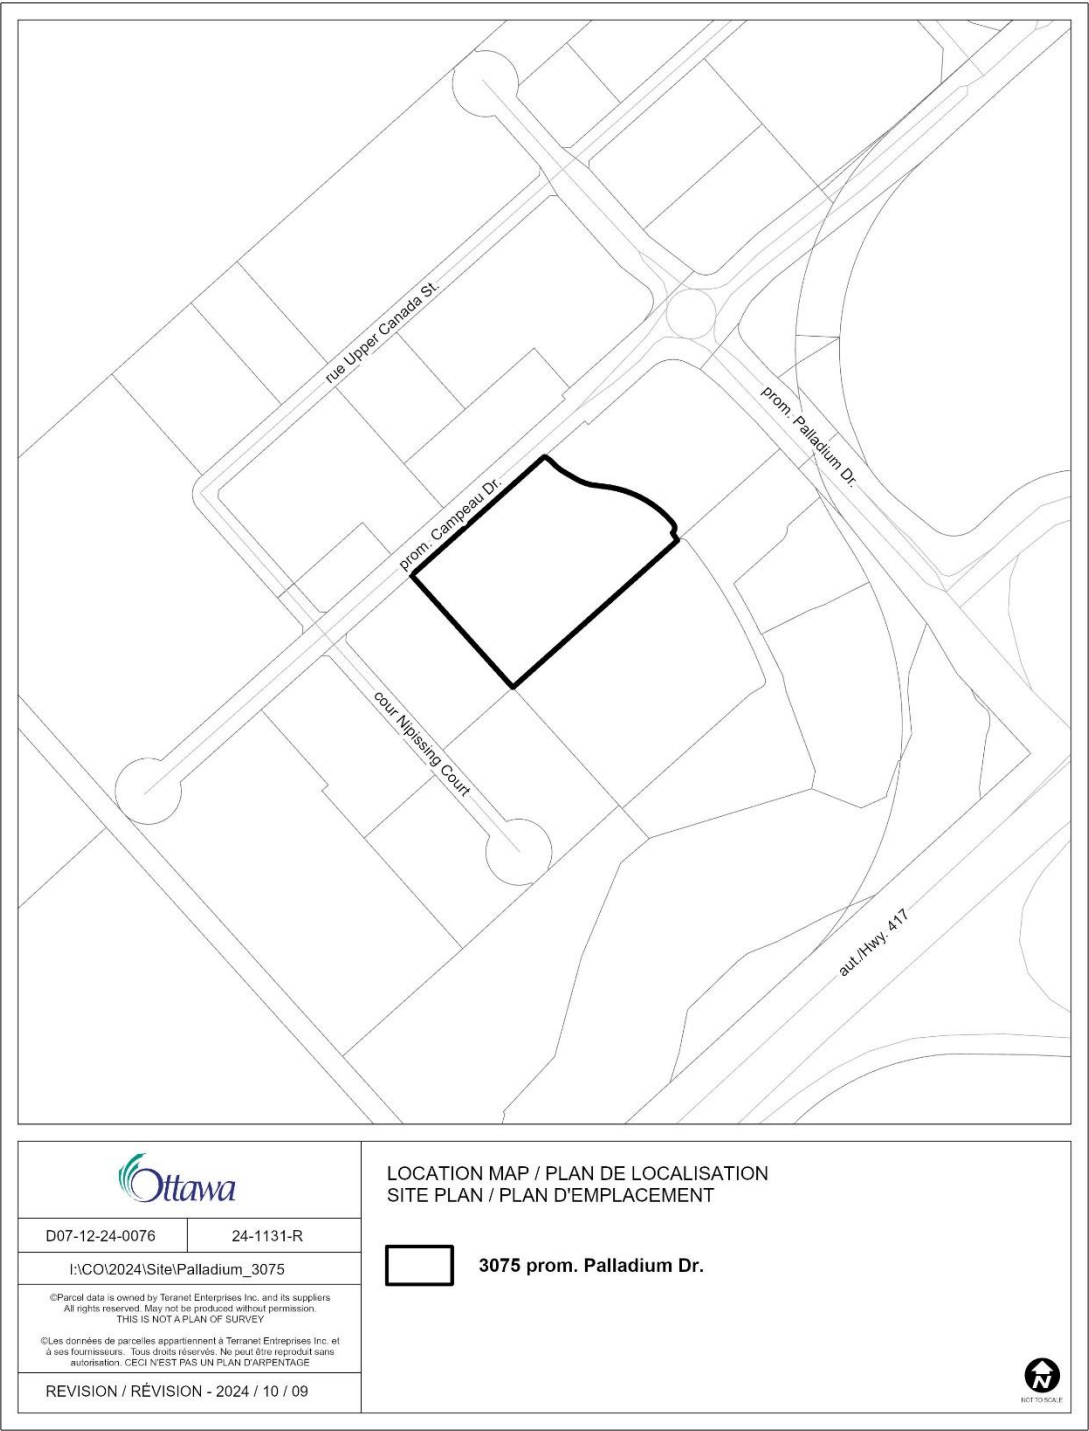 rue Upper Canada St.
prom. Palladium Dr.
prom. Campeau Dr.
cour Nipissing Court
aut./Hwy. 417
Ottawa
D07-12-24-0076
24-1131-R
I:\CO\2024\Site\Palladium_3075
©Parcel data is owned by Teranet Enterprises Inc. and its suppliers
All rights reserved. May not be produced without permission.
THIS IS NOT A PLAN OF SURVEY
©Les données de parcelles appartiennent à Terranet Entreprises Inc. et
à ses fournisseurs. Tous droits réservés. Ne peut être reproduit sans
autorisation. CECI N'EST PAS UN PLAN D'ARPENTAGE
REVISION / RÉVISION - 2024 / 10 / 09
LOCATION MAP / PLAN DE LOCALISATION
SITE PLAN / PLAN D'EMPLACEMENT
3075 prom. Palladium Dr.
N
NOT TO SCALE